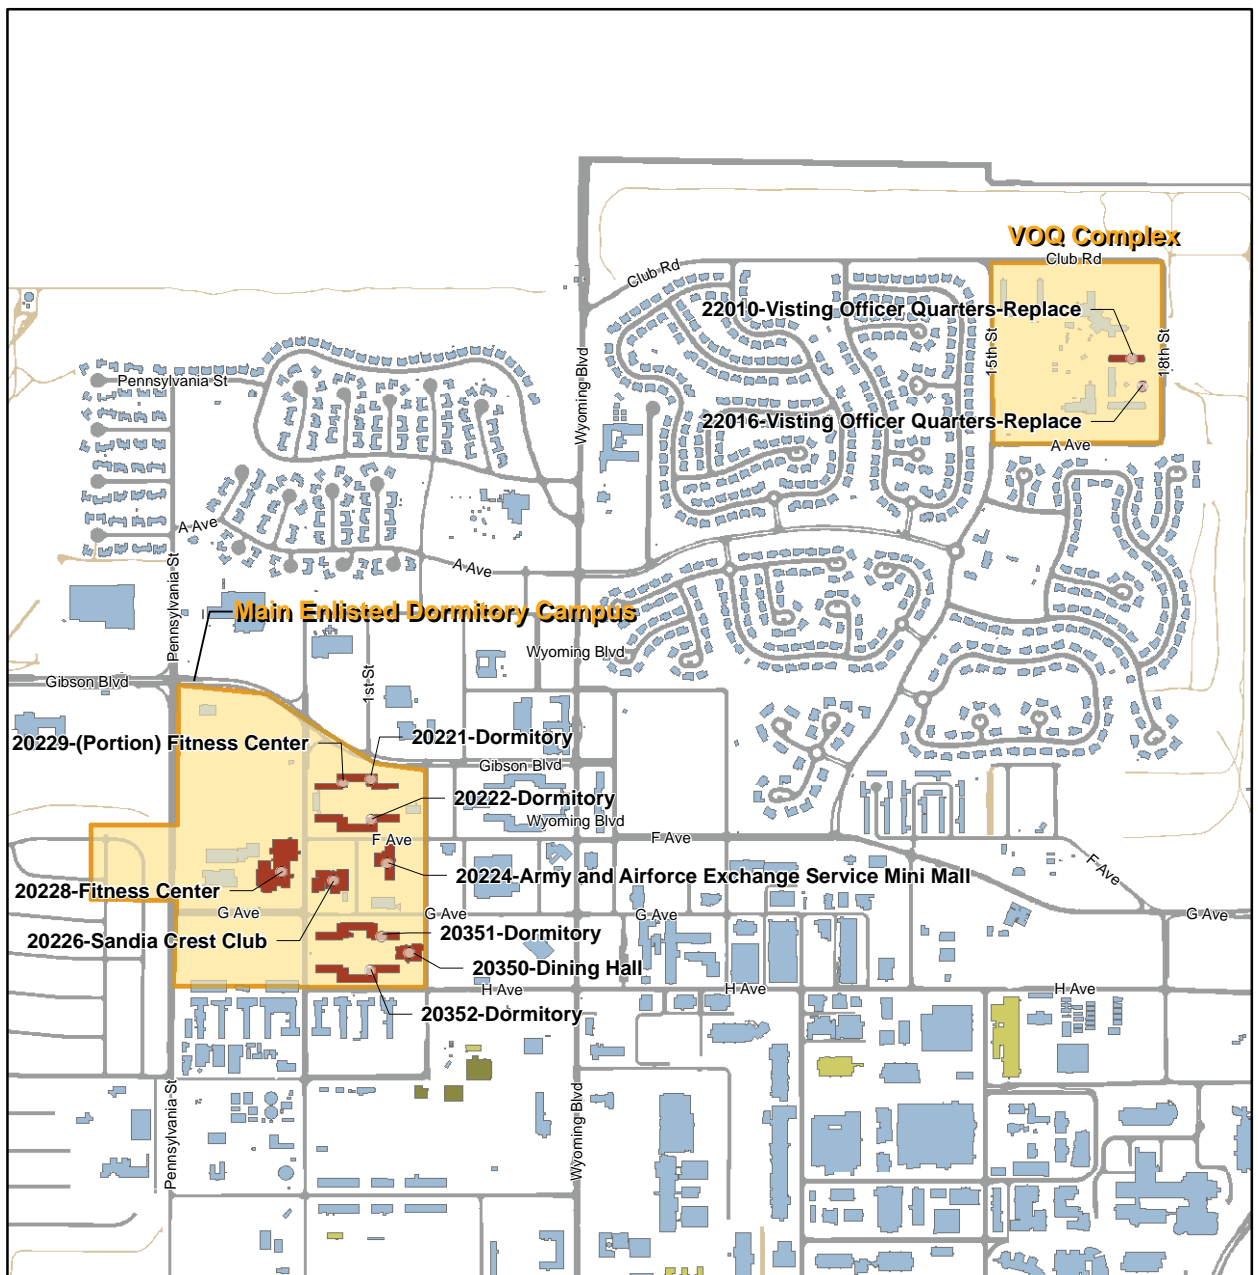 VOQ Complex
Club Rd
Club Rd
22010-Visting Officer Quarters-Replace
15th St
18th St
Wyoming Blvd
Pennsylvania St
22016-Visting Officer Quarters-Replace
A Ave
A Ave
A Ave
Pennsylvania St
Main Enlisted Dormitory Campus
Wyoming Blvd
1st St
Gibson Blvd
20229-(Portion) Fitness Center
20221-Dormitory
Gibson Blvd
20222-Dormitory
Wyoming Blvd
F Ave
F Ave
F Ave
20224-Army and Airforce Exchange Service Mini Mall
20228-Fitness Center
G Ave
G Ave
G Ave
G Ave
20226-Sandia Crest Club
20351-Dormitory
20350-Dining Hall
H Ave
H Ave
H Ave
20352-Dormitory
Pennsylvania St
Wyoming Blvd